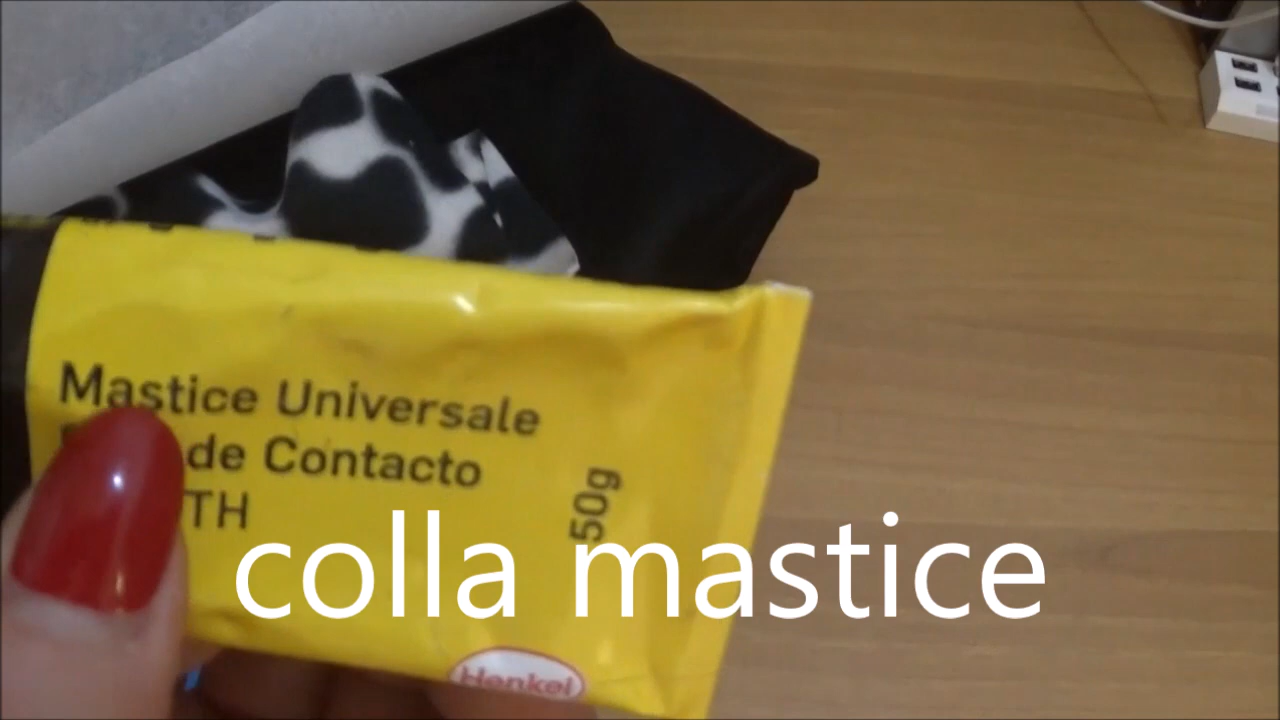 Mastice Universale
de Contacto
TH
50g
colla mastice
Henkel